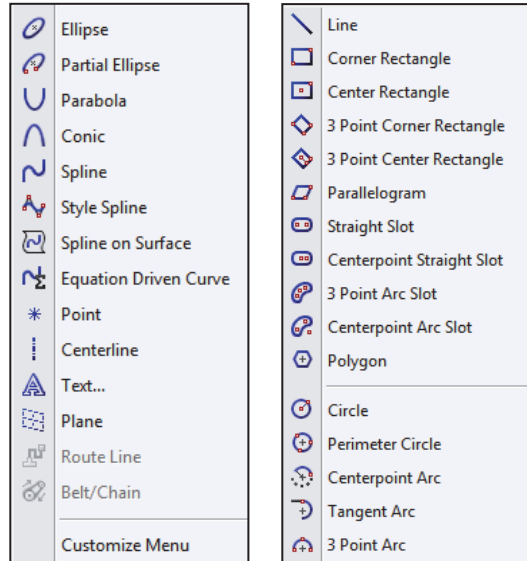 Ellipse
Partial Ellipse
Parabola
Conic
Spline
Style Spline
Spline on Surface
Equation Driven Curve
Point
Centerline
Text...
Plane
Route Line
Belt/Chain
Customize Menu
Line
Corner Rectangle
Center Rectangle
3 Point Corner Rectangle
3 Point Center Rectangle
Parallelogram
Straight Slot
Centerpoint Straight Slot
3 Point Arc Slot
Centerpoint Arc Slot
Polygon
Circle
Perimeter Circle
Centerpoint Arc
Tangent Arc
3 Point Arc